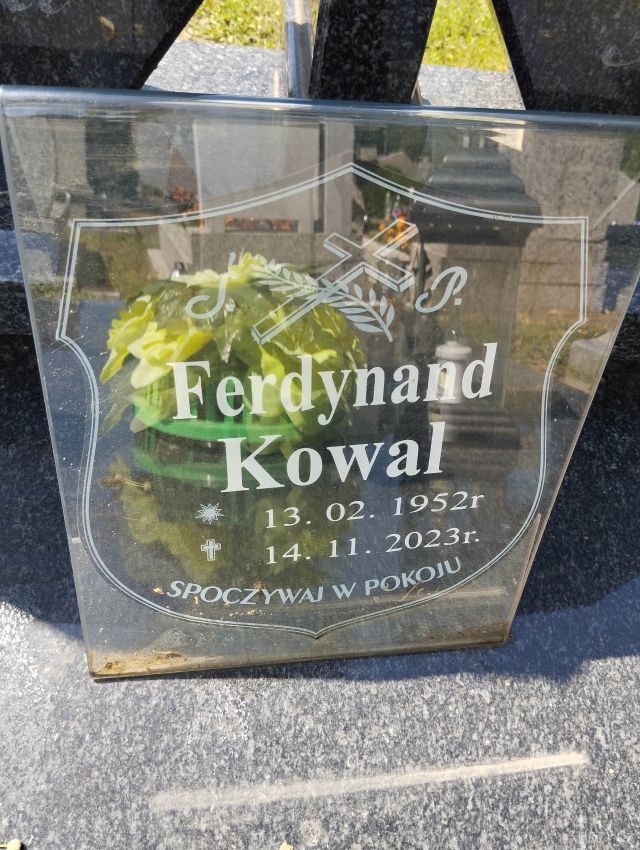 Ś. P.
Ferdynand
Kowal
13. 02. 1952r
14. 11. 2023r.
SPOCZYWAJ W POKOJU